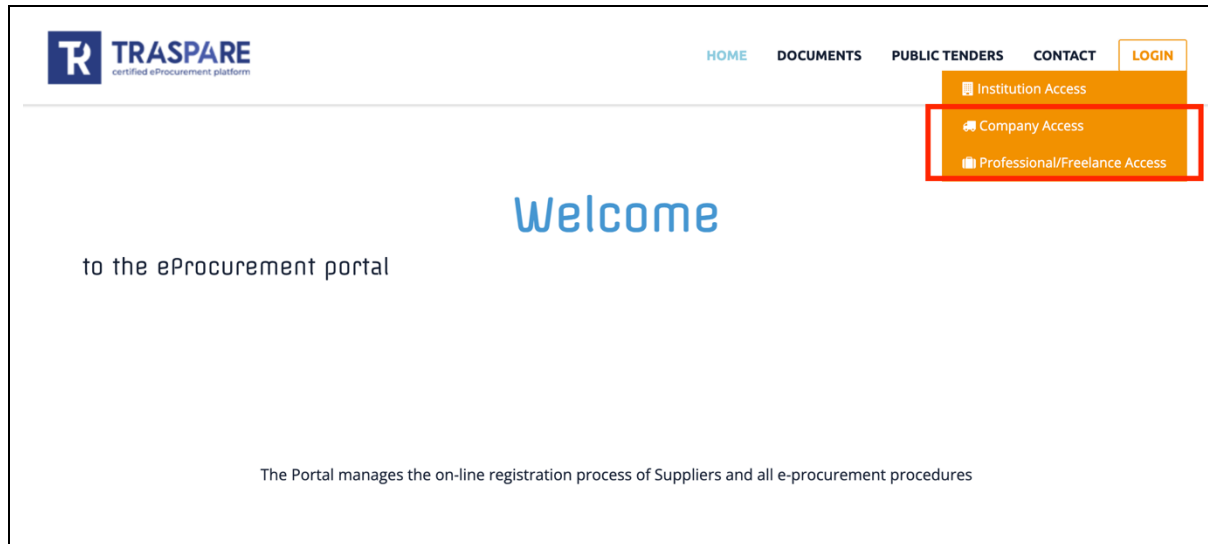 TR TRASPARE
certified eProcurement platform
HOME DOCUMENTS PUBLIC TENDERS CONTACT LOGIN
Institution Access
Company Access
Professional/Freelance Access
Welcome
to the eProcurement portal
The Portal manages the on-line registration process of Suppliers and all e-procurement procedures